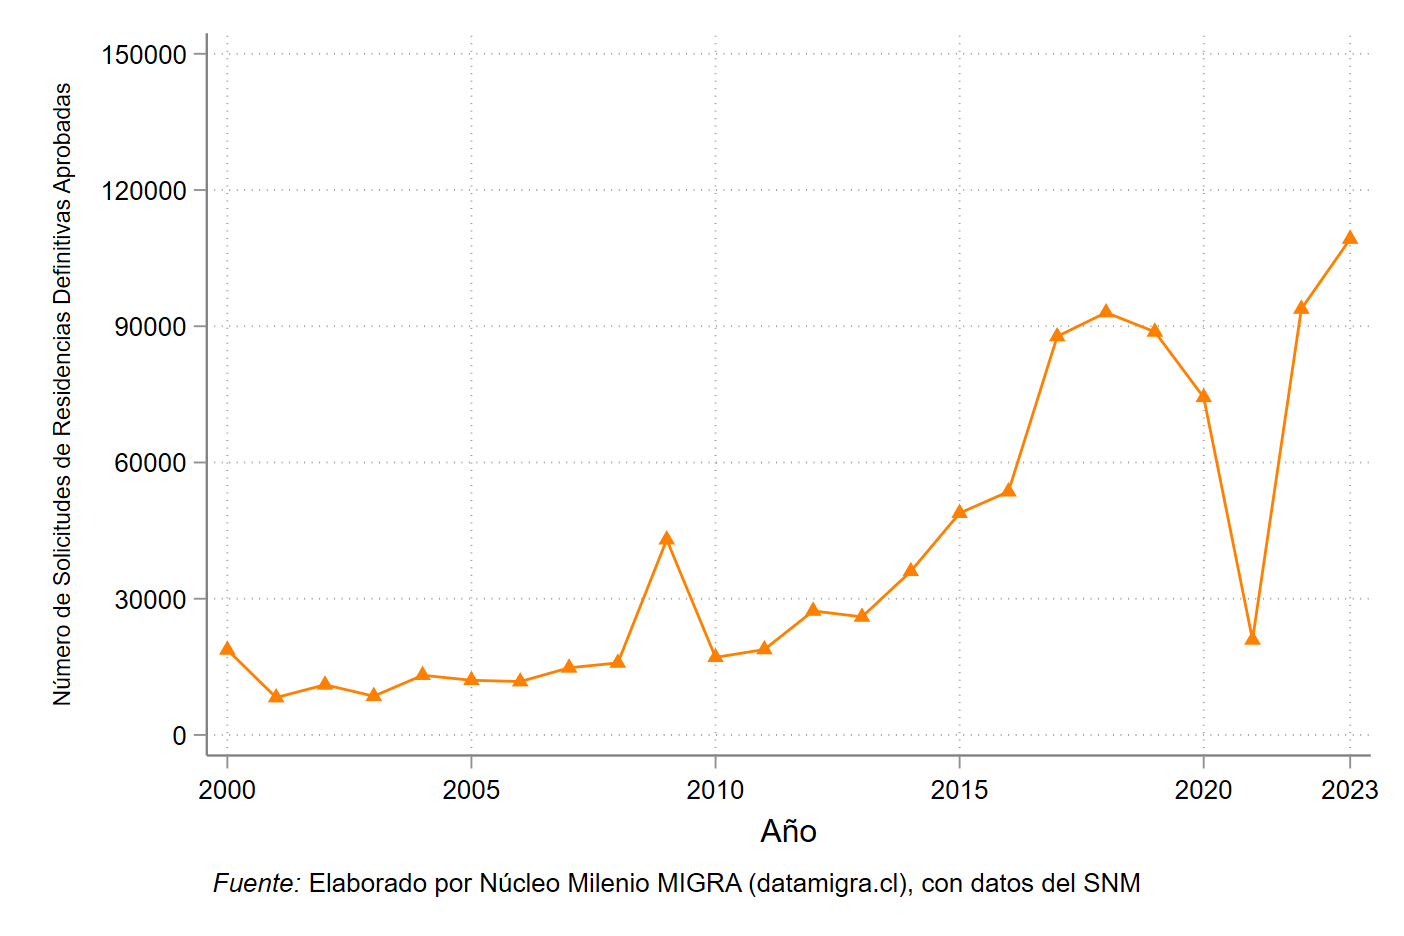 Número de Solicitudes de Residencias Definitivas Aprobadas
150000
120000
90000
60000
30000
0
2000 2005 2010 2015 2020 2023
Año
Fuente: Elaborado por Núcleo Milenio MIGRA (datamigra.cl), con datos del SNM